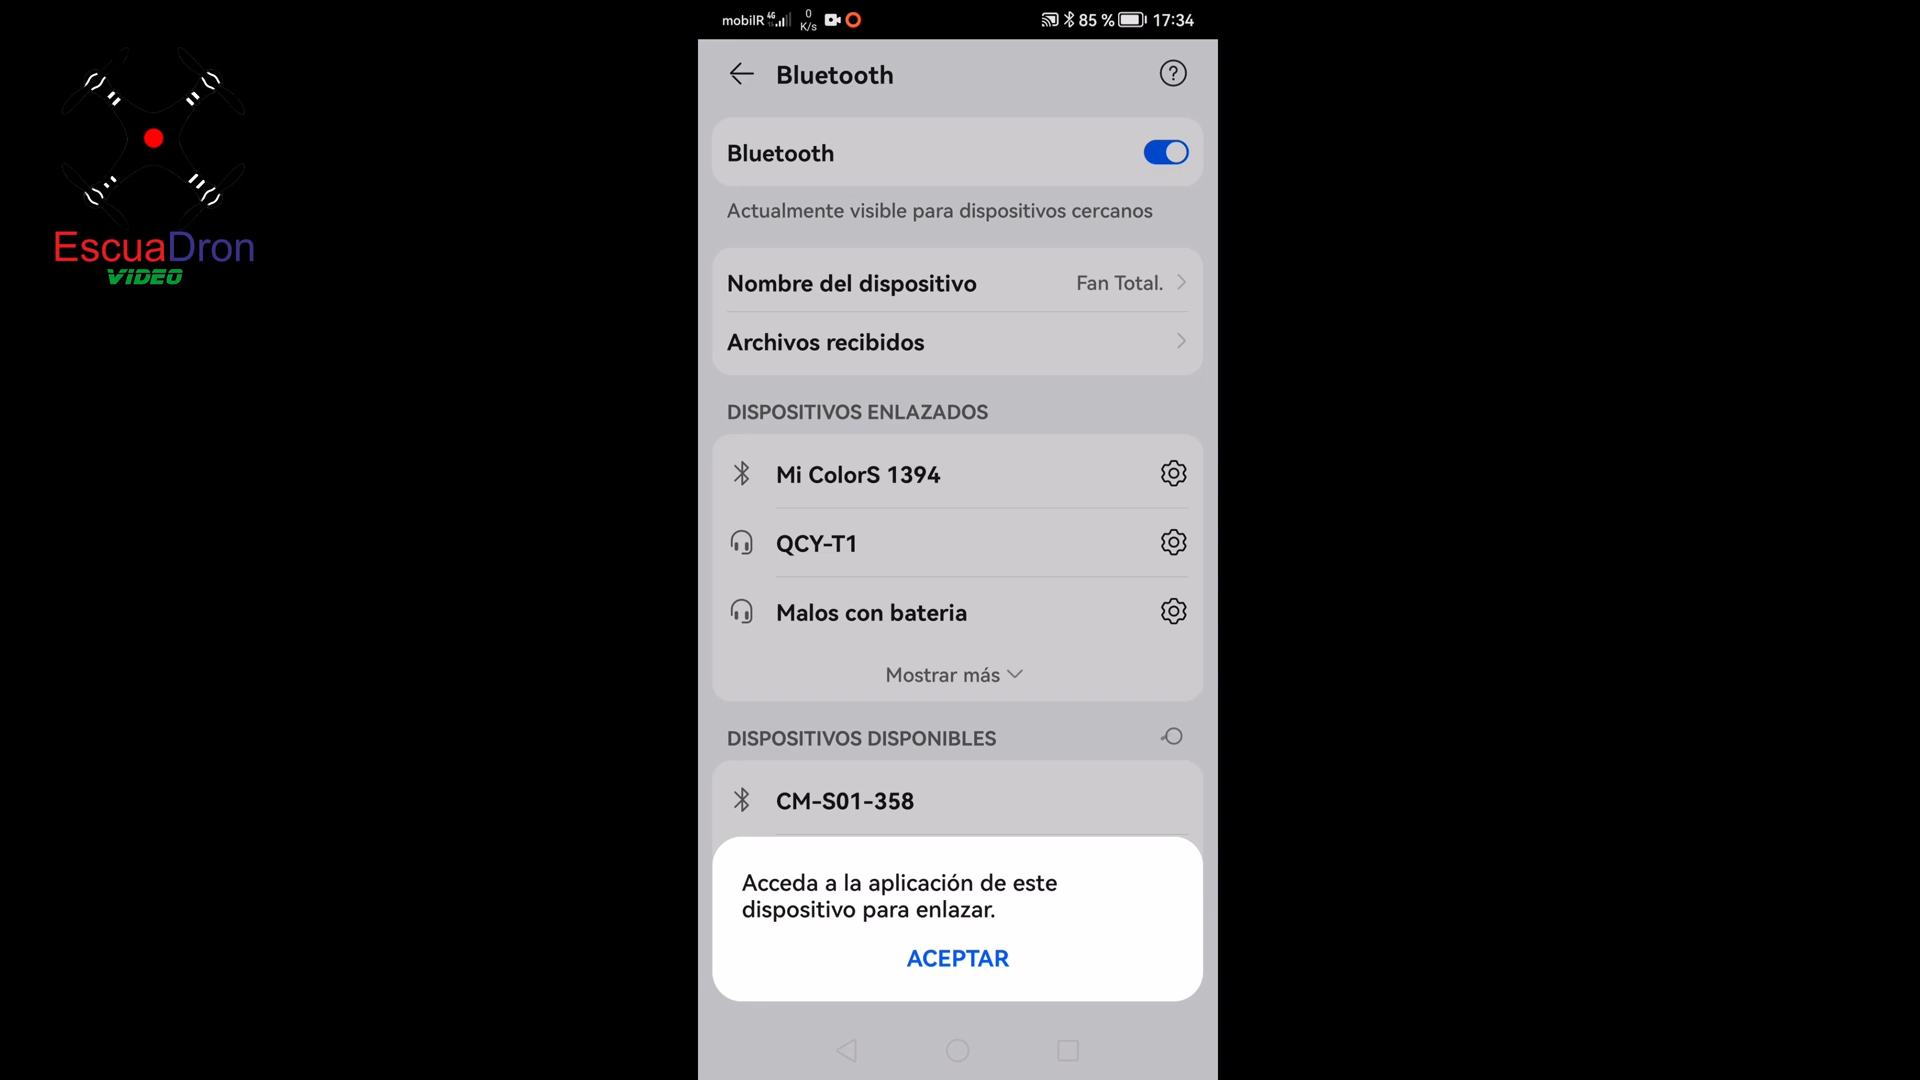 mobilR 4G 0 K/s 85 % 17:34
EscuaDron
VIDEO
Bluetooth
Bluetooth
Actualmente visible para dispositivos cercanos
Nombre del dispositivo Fan Total.
Archivos recibidos
DISPOSITIVOS ENLAZADOS
Mi ColorS 1394
QCY-T1
Malos con bateria
Mostrar más
DISPOSITIVOS DISPONIBLES
CM-S01-358
Acceda a la aplicación de este
dispositivo para enlazar.
ACEPTAR